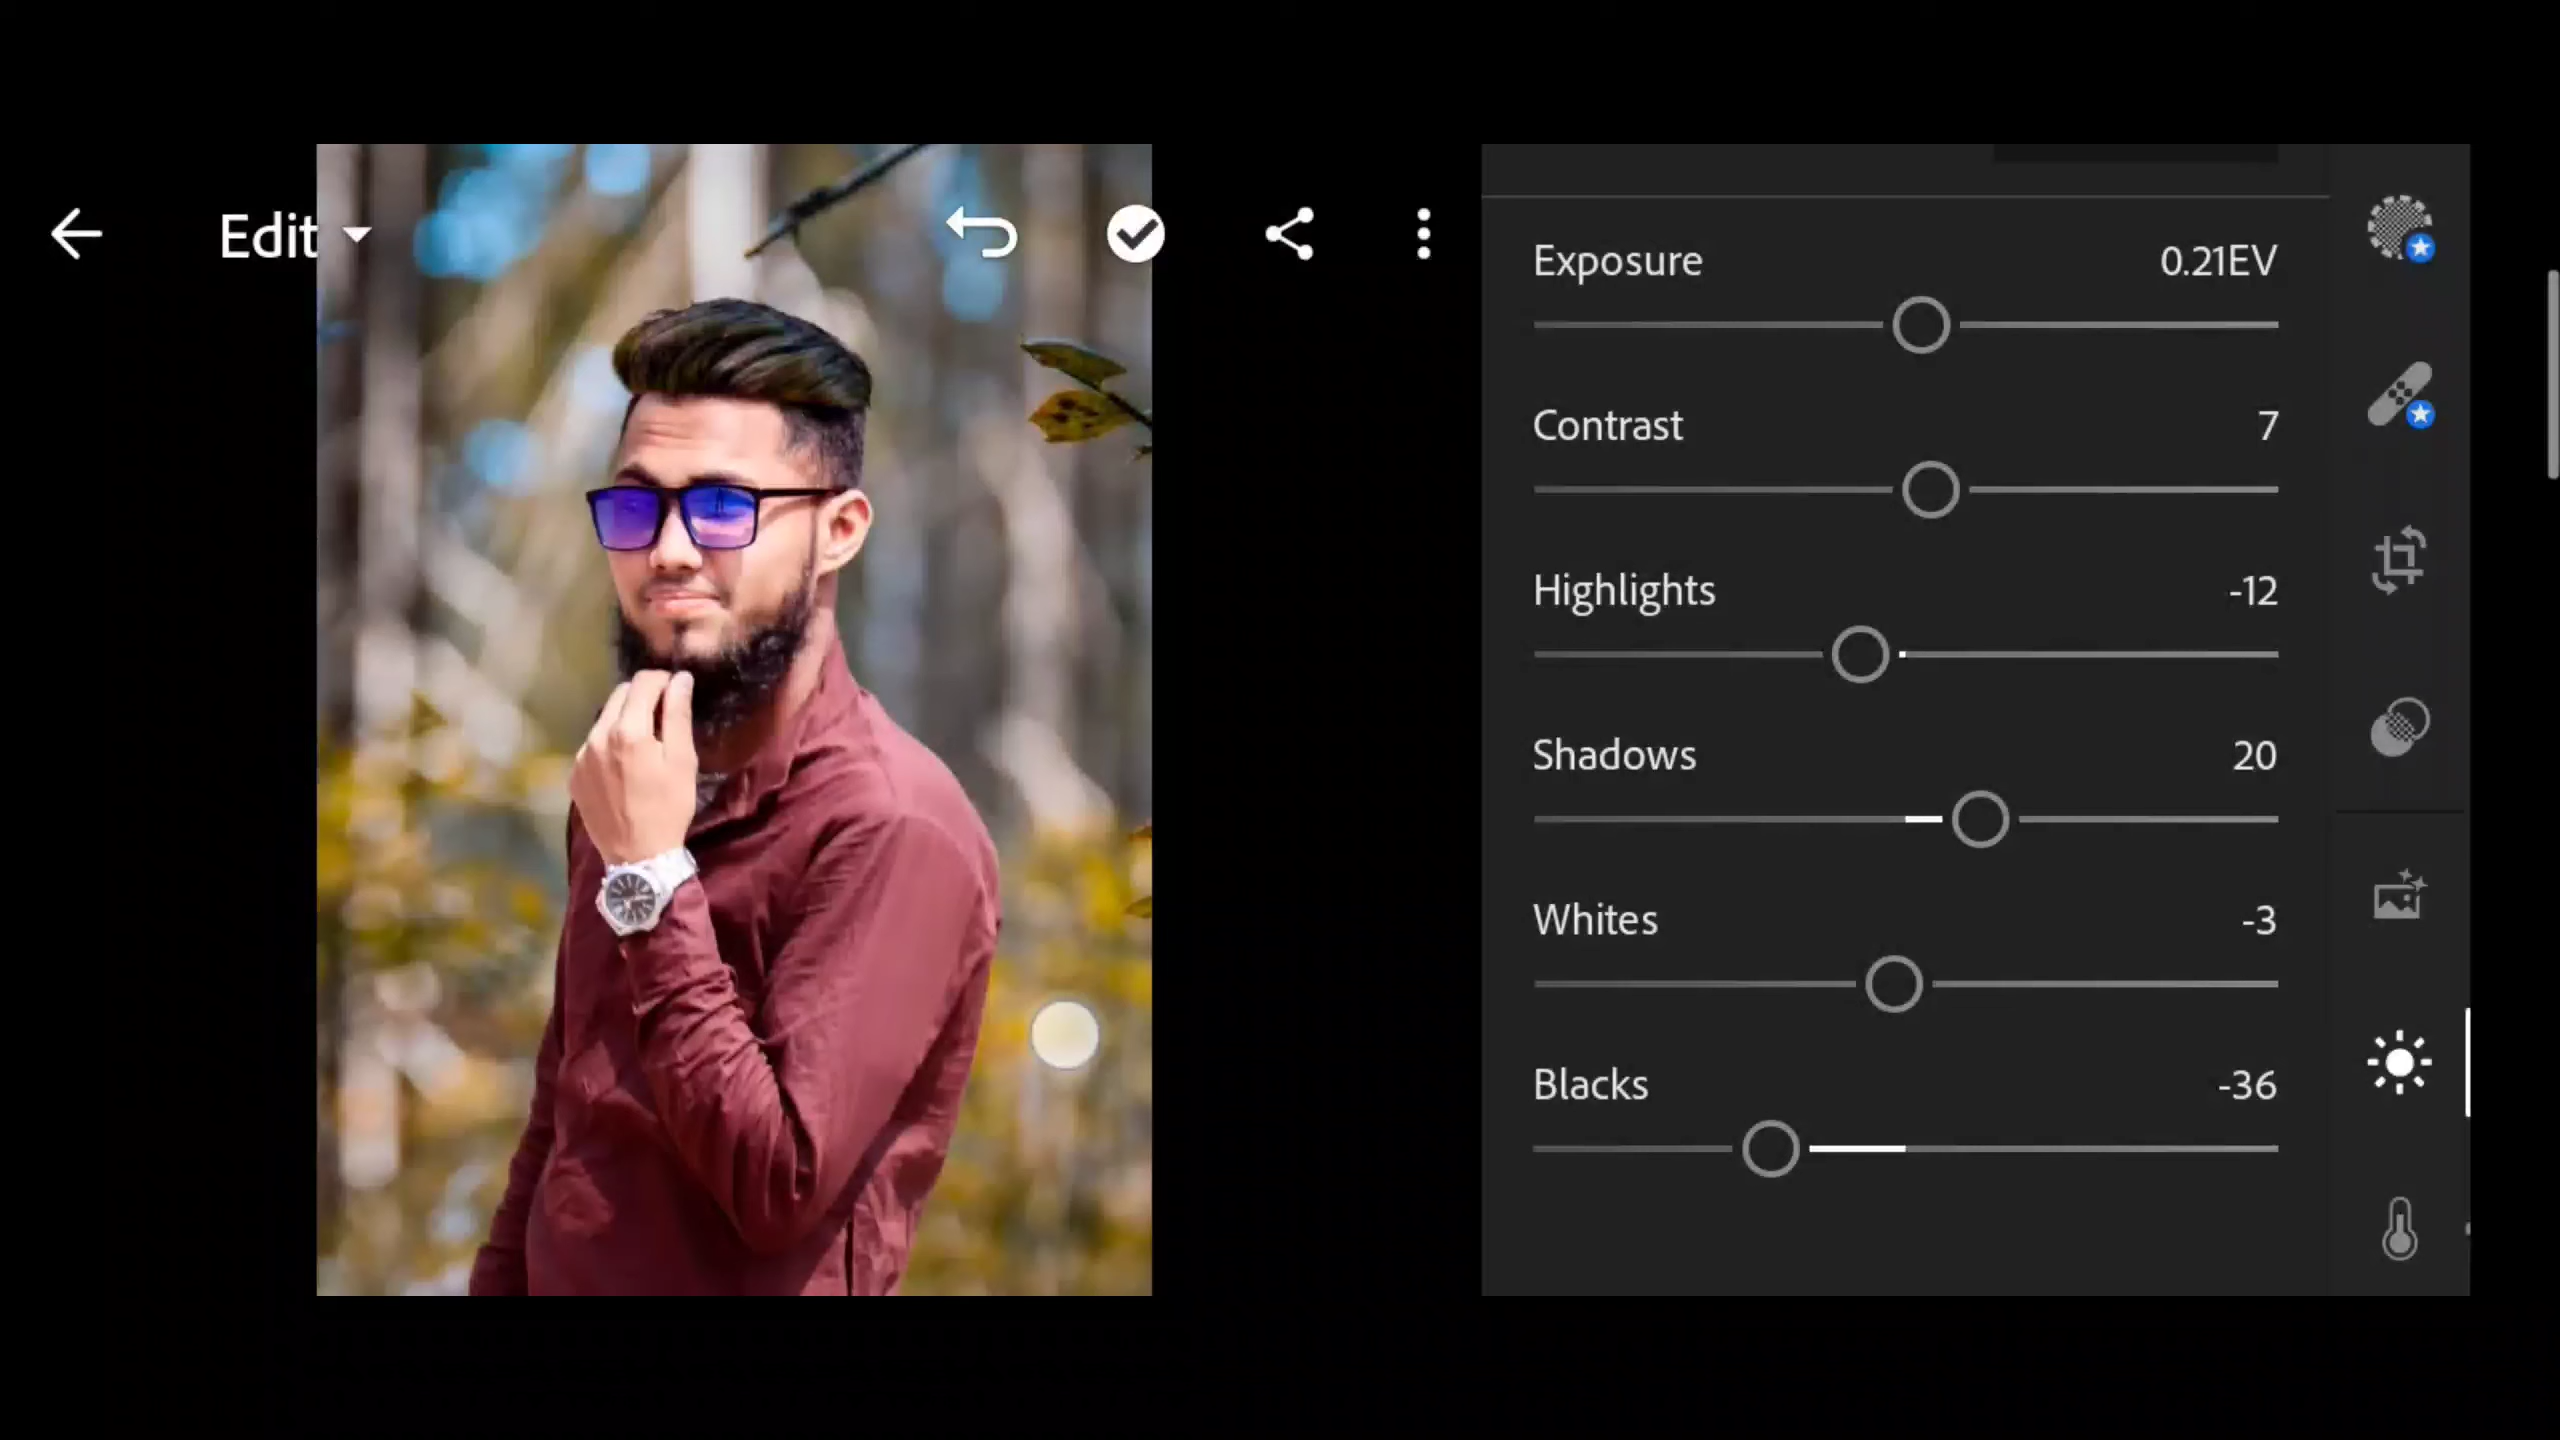 Edit
Exposure 0.21EV
Contrast 7
Highlights -12
Shadows 20
Whites -3
Blacks -36